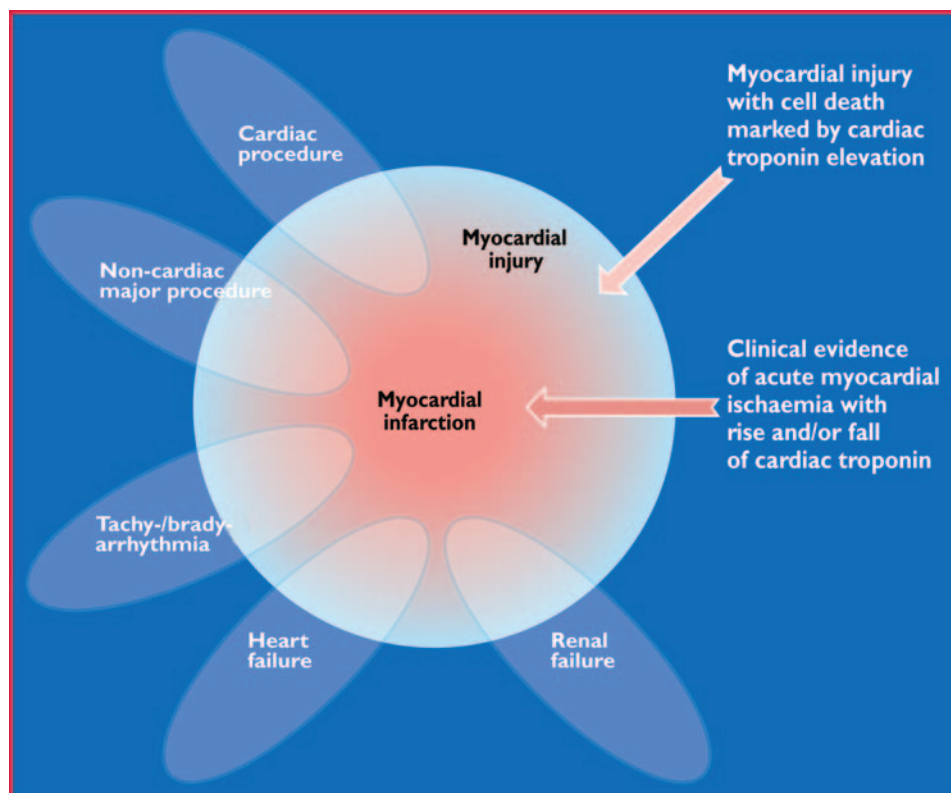 Cardiac
procedure
Myocardial injury
with cell death
marked by cardiac
troponin elevation
Myocardial
injury
Non-cardiac
major procedure
Clinical evidence
of acute myocardial
ischaemia with
rise and/or fall
of cardiac troponin
Myocardial
infarction
Tachy-/brady-
arrhythmia
Heart
failure
Renal
failure